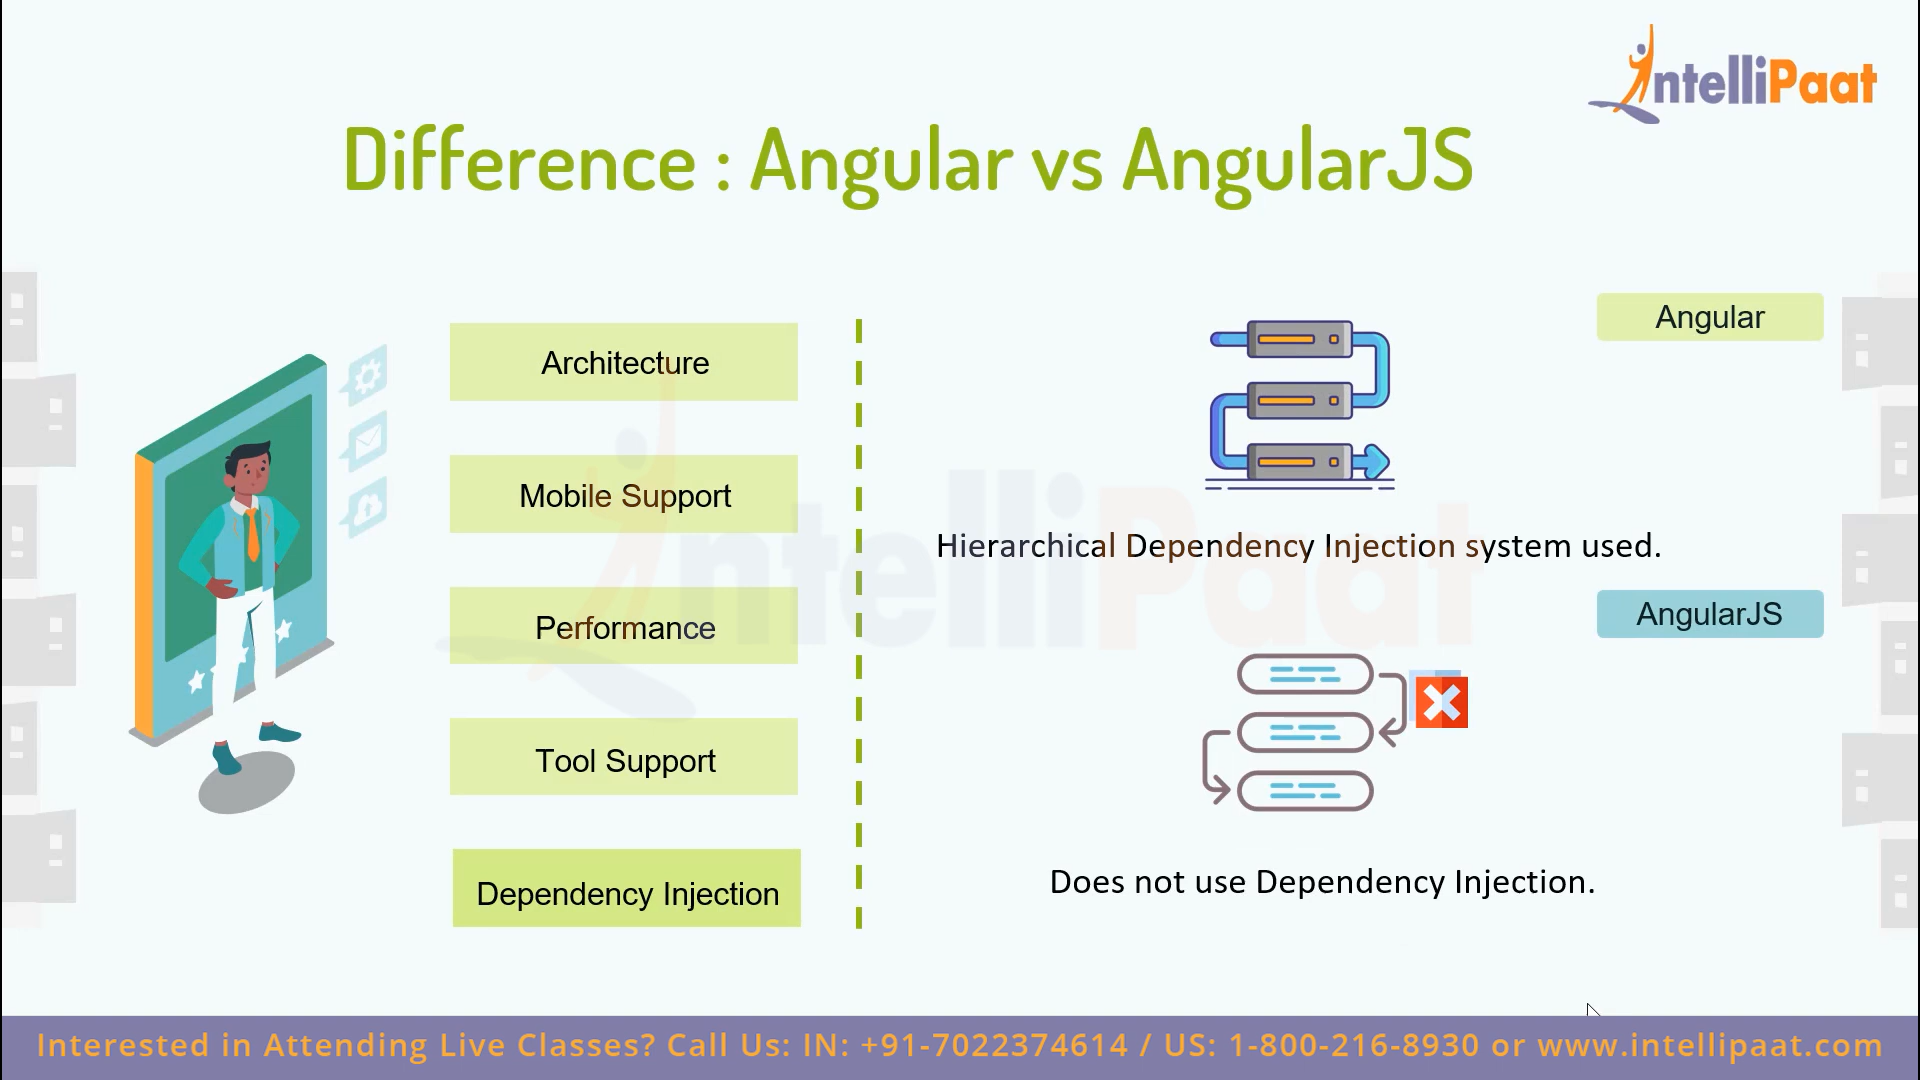 IntelliPaat
Difference : Angular vs AngularJS
Architecture
Mobile Support
Performance
Tool Support
Dependency Injection
Angular
Hierarchical Dependency Injection system used.
AngularJS
Does not use Dependency Injection.
IntelliPaat
Interested in Attending Live Classes? Call Us: IN: +91-7022374614 / US: 1-800-216-8930 or www.intellipaat.com